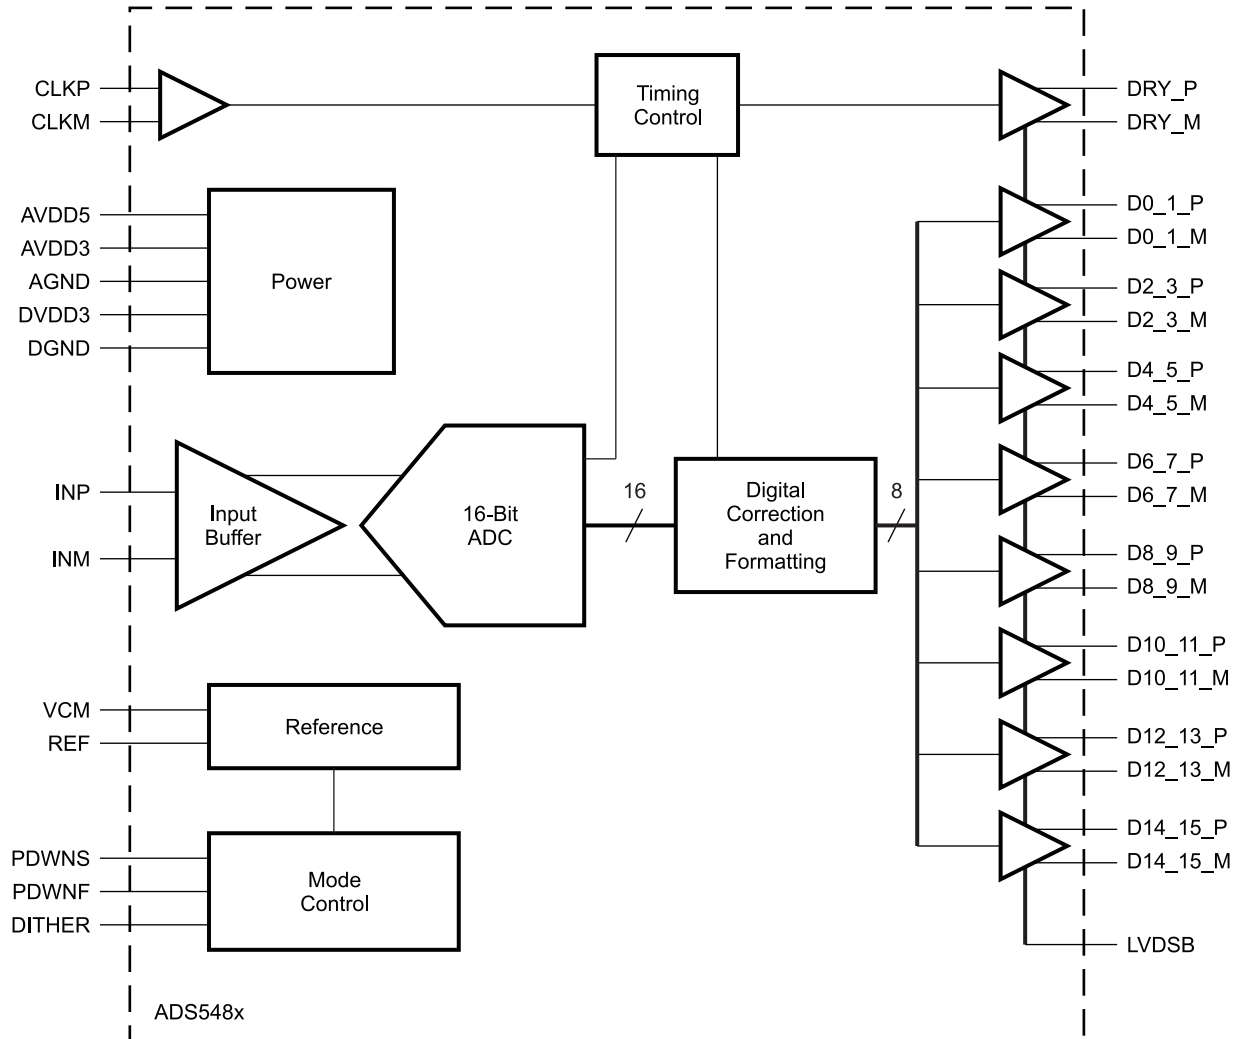 CLKP
CLKM
Timing
Control
DRY_P
DRY_M
AVDD5
AVDD3
AGND
DVDD3
DGND
Power
D0_1_P
D0_1_M
D2_3_P
D2_3_M
D4_5_P
D4_5_M
INP
INM
Input
Buffer
16-Bit
ADC
16
Digital
Correction
and
Formatting
8
D6_7_P
D6_7_M
D8_9_P
D8_9_M
D10_11_P
D10_11_M
VCM
REF
Reference
D12_13_P
D12_13_M
D14_15_P
D14_15_M
PDWNS
PDWNF
DITHER
Mode
Control
LVDSB
ADS548x